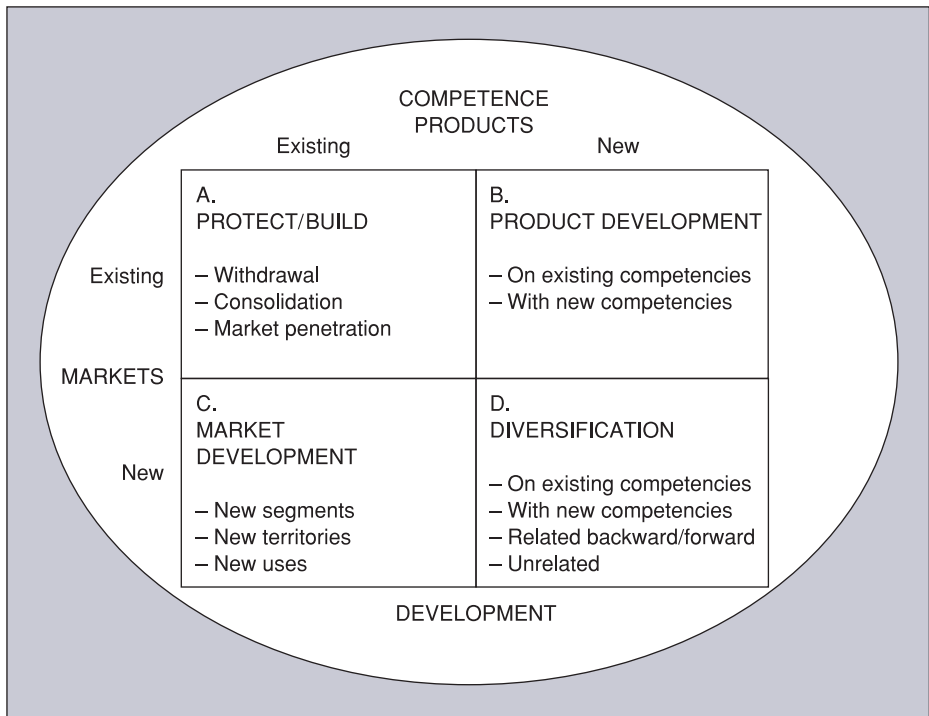 COMPETENCE
PRODUCTS
Existing
New
A.
PROTECT/BUILD
– Withdrawal
– Consolidation
– Market penetration
B.
PRODUCT DEVELOPMENT
– On existing competencies
– With new competencies
Existing
MARKETS
New
C.
MARKET
DEVELOPMENT
– New segments
– New territories
– New uses
D.
DIVERSIFICATION
– On existing competencies
– With new competencies
– Related backward/forward
– Unrelated
DEVELOPMENT